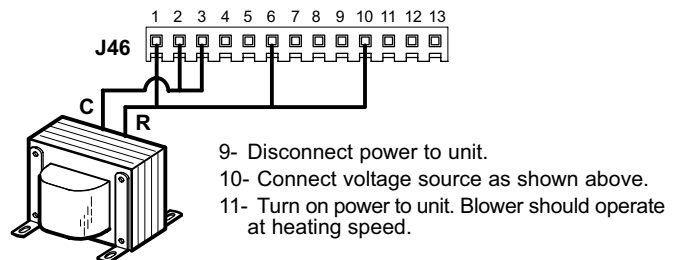 1 2 3 4 5 6 7 8 9 10 11 12 13
J46
C
R
9- Disconnect power to unit.
10- Connect voltage source as shown above.
11- Turn on power to unit. Blower should operate
at heating speed.